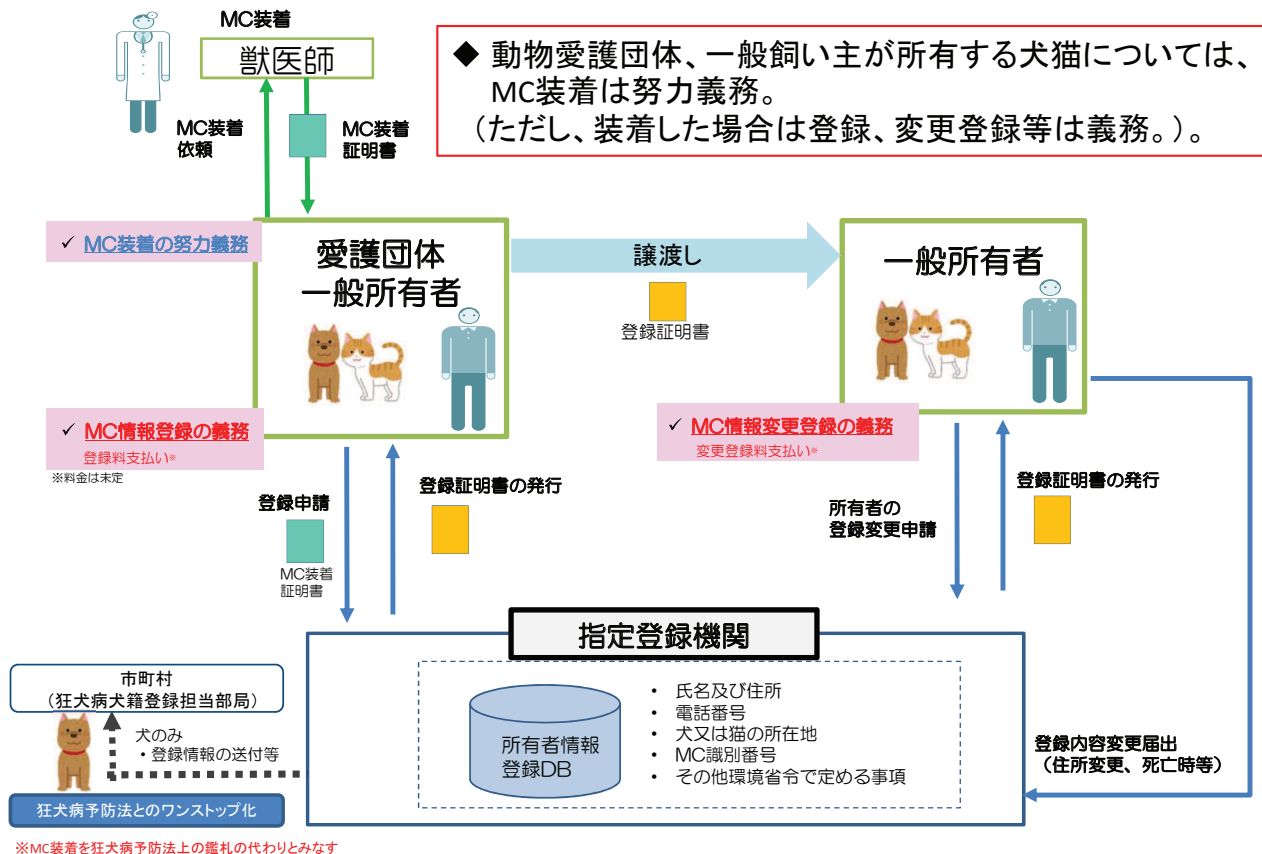 MC装着
獣医師
◆ 動物愛護団体、一般飼い主が所有する犬猫については、
MC装着は努力義務。
（ただし、装着した場合は登録、変更登録等は義務。）。
MC装着
依頼
MC装着
証明書
✓ MC装着の努力義務
愛護団体
一般所有者
譲渡し
登録証明書
一般所有者
✓ MC情報登録の義務
登録料支払い※
※料金は未定
✓ MC情報変更登録の義務
変更登録料支払い※
登録申請
MC装着
証明書
登録証明書の発行
所有者の
登録変更申請
登録証明書の発行
指定登録機関
所有者情報
登録DB
・ 氏名及び住所
・ 電話番号
・ 犬又は猫の所在地
・ MC識別番号
・ その他環境省令で定める事項
登録内容変更届出
（住所変更、死亡時等）
市町村
（狂犬病犬籍登録担当部局）
犬のみ
・登録情報の送付等
狂犬病予防法とのワンストップ化
※MC装着を狂犬病予防法上の鑑札の代わりとみなす